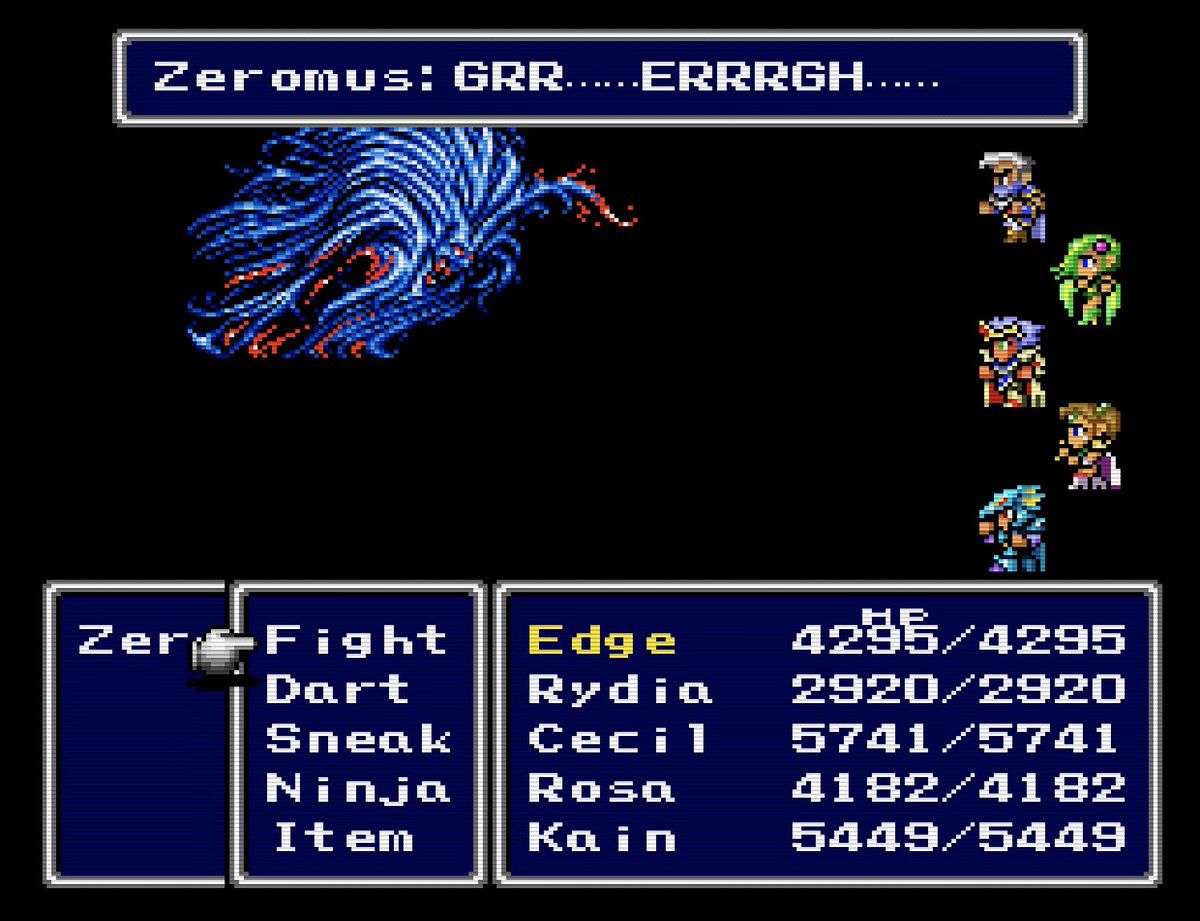 Zeromus: GRR……ERRRGH……
Zer
Fight
Dart
Sneak
Ninja
Item
HP
Edge 4295/4295
Rydia 2920/2920
Cecil 5741/5741
Rosa 4182/4182
Kain 5449/5449